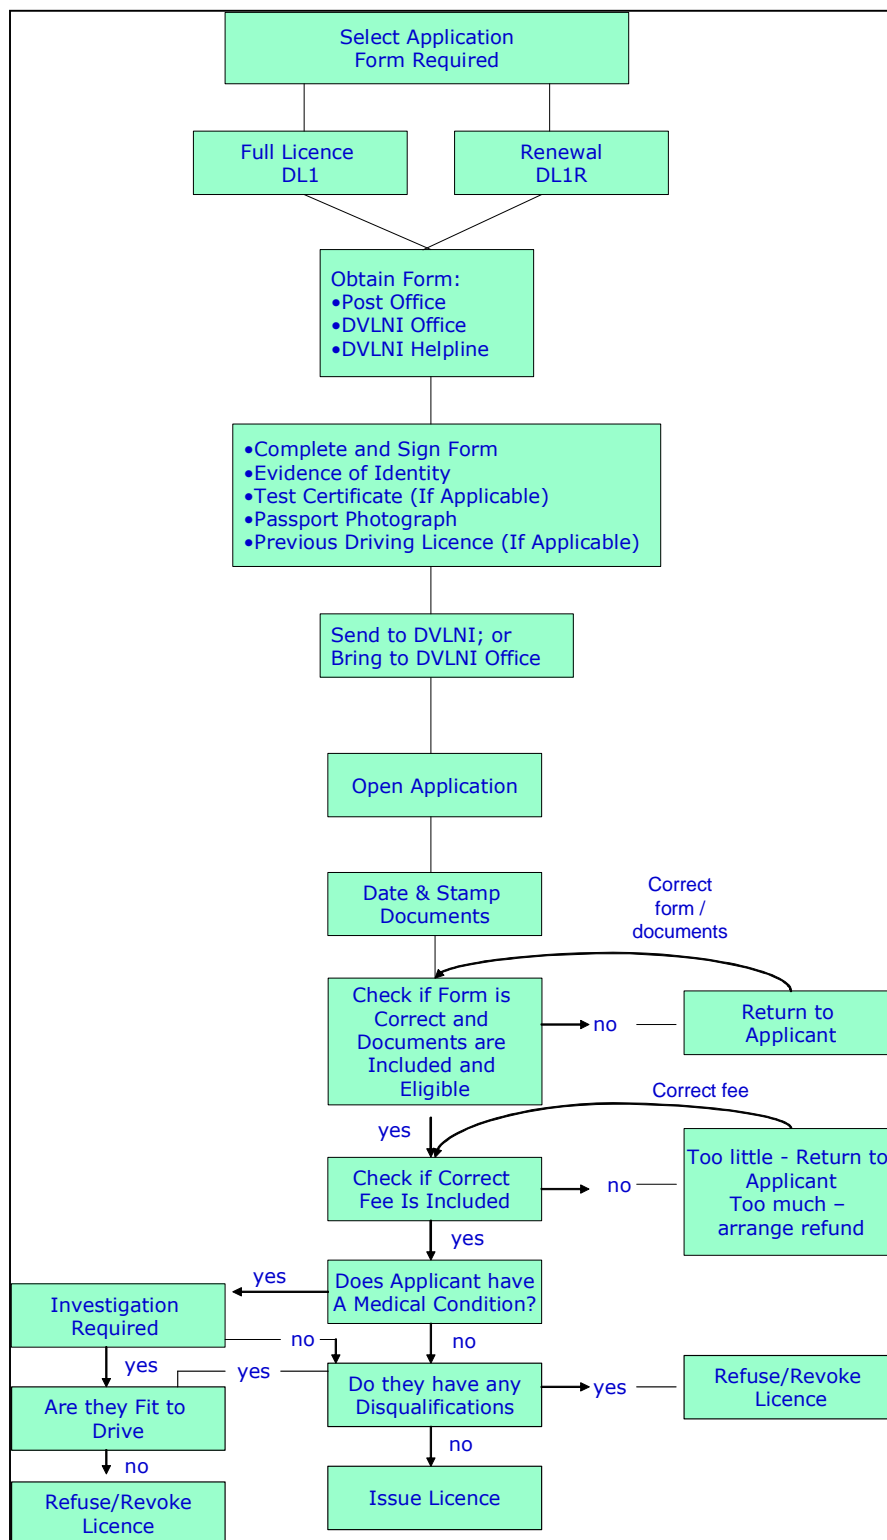 Select Application
Form Required
Full Licence
DL1
Renewal
DL1R
Obtain Form:
•Post Office
•DVLNI Office
•DVLNI Helpline
•Complete and Sign Form
•Evidence of Identity
•Test Certificate (If Applicable)
•Passport Photograph
•Previous Driving Licence (If Applicable)
Send to DVLNI; or
Bring to DVLNI Office
Open Application
Date & Stamp
Documents
Correct
form /
documents
Check if Form is
Correct and
Documents are
Included and
Eligible
no
Return to
Applicant
Correct fee
yes
Check if Correct
Fee Is Included
no
Too little - Return to
Applicant
Too much –
arrange refund
yes
Does Applicant have
A Medical Condition?
yes
Investigation
Required
no
no
yes
yes
Do they have any
Disqualifications
yes
Refuse/Revoke
Licence
Are they Fit to
Drive
no
no
Issue Licence
Refuse/Revoke
Licence